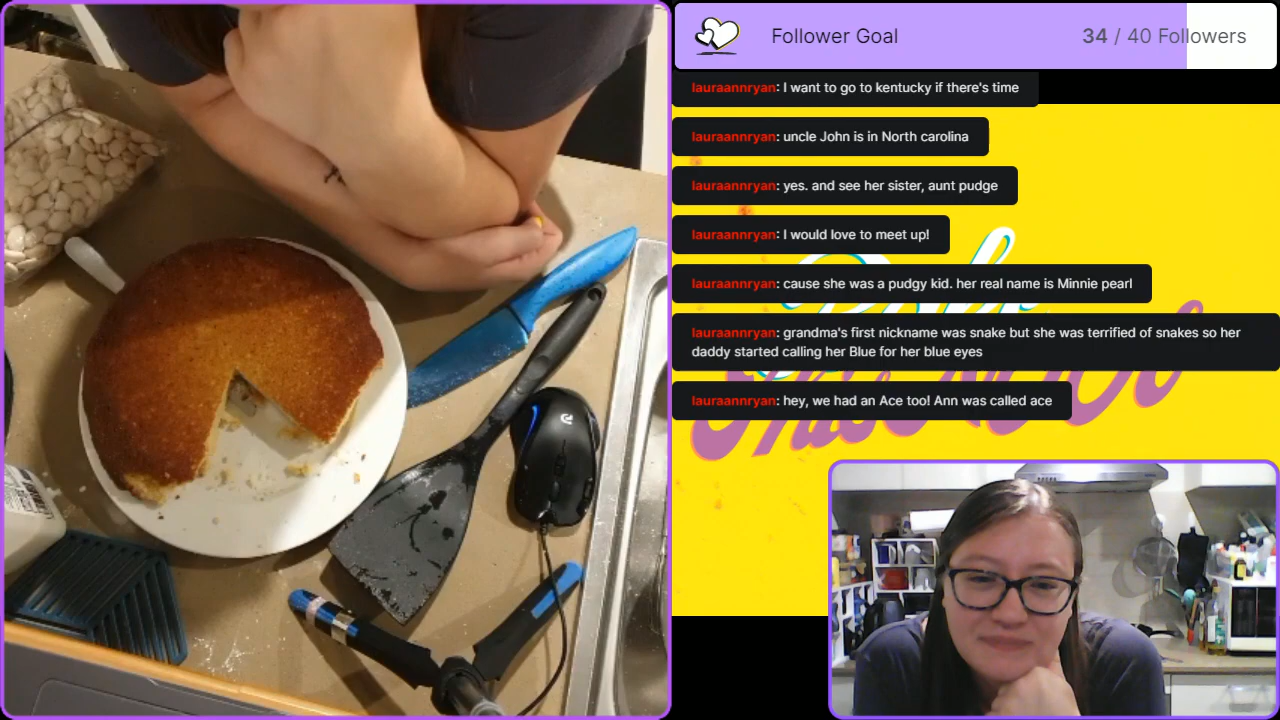 Follower Goal
34 / 40 Followers
lauraannryan: I want to go to kentucky if there's time
lauraannryan: uncle John is in North carolina
lauraannryan: yes. and see her sister, aunt pudge
lauraannryan: I would love to meet up!
lauraannryan: cause she was a pudgy kid. her real name is Minnie pearl
lauraannryan: grandma's first nickname was snake but she was terrified of snakes so her
daddy started calling her Blue for her blue eyes
lauraannryan: hey, we had an Ace too! Ann was called ace